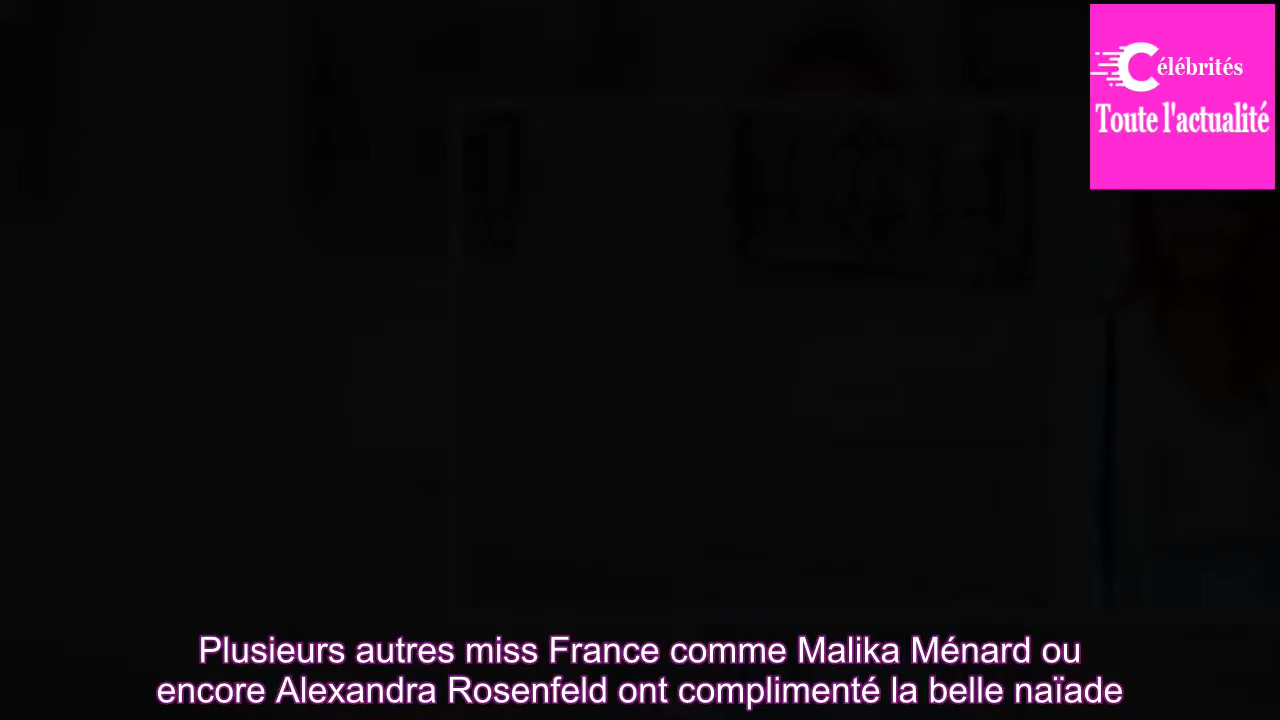 Célébrités
Toute l'actualité
Plusieurs autres miss France comme Malika Ménard ou
encore Alexandra Rosenfeld ont complimenté la belle naïade